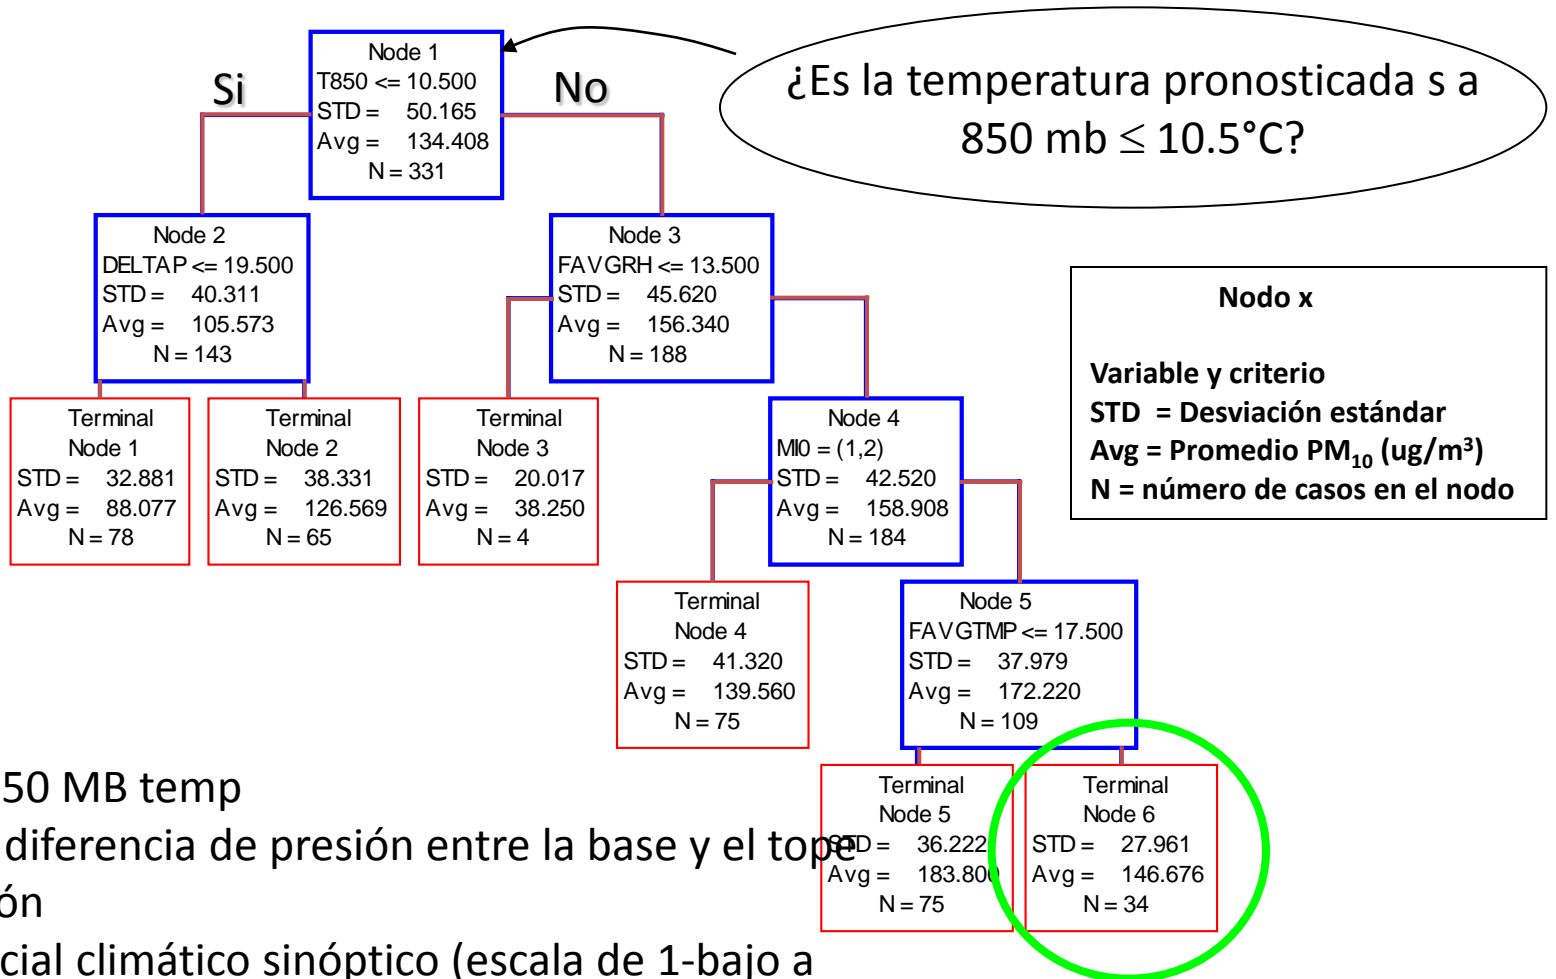 Node 1
T850 <= 10.500
STD = 50.165
Avg = 134.408
N = 331
Si
No
¿Es la temperatura pronosticada s a
850 mb ≤ 10.5°C?
Node 2
DELTAP <= 19.500
STD = 40.311
Avg = 105.573
N = 143
Node 3
FAVGRH <= 13.500
STD = 45.620
Avg = 156.340
N = 188
Nodo x
Variable y criterio
STD = Desviación estándar
Avg = Promedio PM10 (ug/m³)
N = número de casos en el nodo
Terminal
Node 1
STD = 32.881
Avg = 88.077
N = 78
Terminal
Node 2
STD = 38.331
Avg = 126.569
N = 65
Terminal
Node 3
STD = 20.017
Avg = 38.250
N = 4
Node 4
MI0 = (1,2)
STD = 42.520
Avg = 158.908
N = 184
Terminal
Node 4
STD = 41.320
Avg = 139.560
N = 75
Node 5
FAVGTMP <= 17.500
STD = 37.979
Avg = 172.220
N = 109
Terminal
Node 5
STD = 36.222
Avg = 183.800
N = 75
Terminal
Node 6
STD = 27.961
Avg = 146.676
N = 34
50 MB temp
diferencia de presión entre la base y el tope
ón
cial climático sinóptico (escala de 1-bajo a